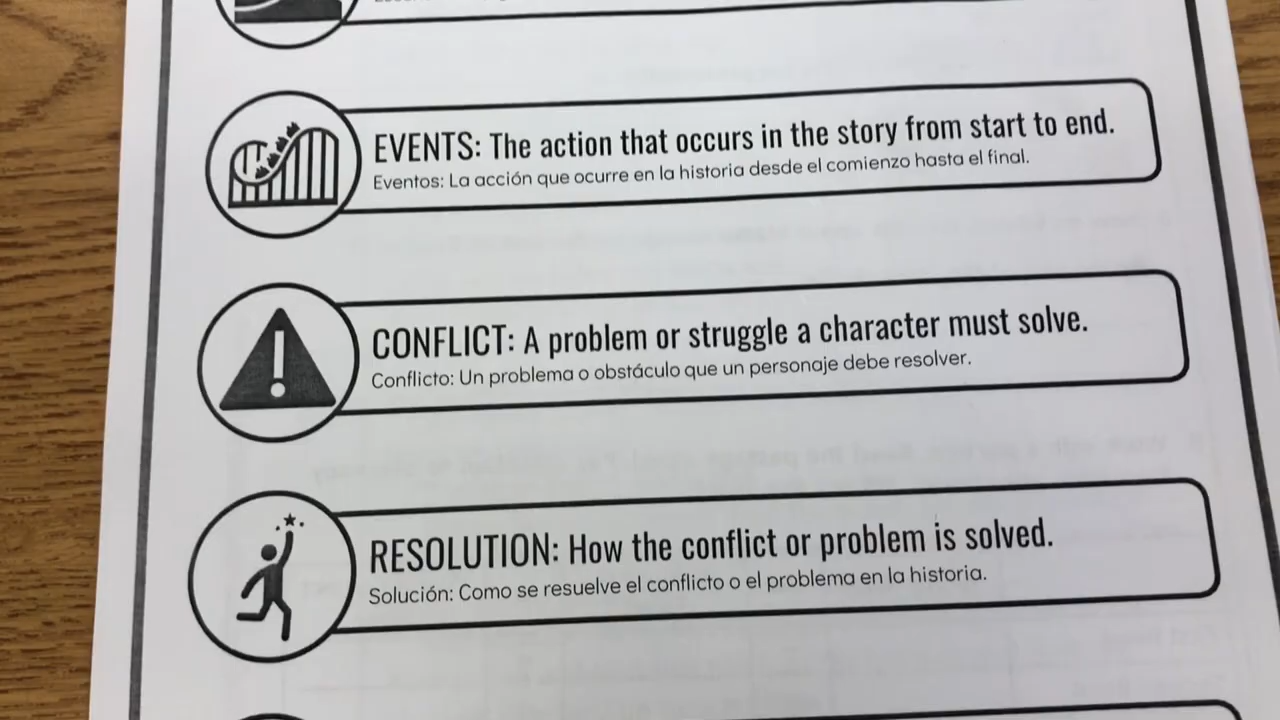 EVENTS: The action that occurs in the story from start to end.
Eventos: La acción que ocurre en la historia desde el comienzo hasta el final.
CONFLICT: A problem or struggle a character must solve.
Conflicto: Un problema o obstáculo que un personaje debe resolver.
RESOLUTION: How the conflict or problem is solved.
Solución: Como se resuelve el conflicto o el problema en la historia.